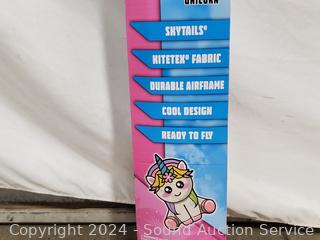 UNICORN
SKYTAILS®
NITETEX® FABRIC
DURABLE AIRFRAME
COOL DESIGN
READY TO FLY
Copyright 2024 - Sound Auction Service